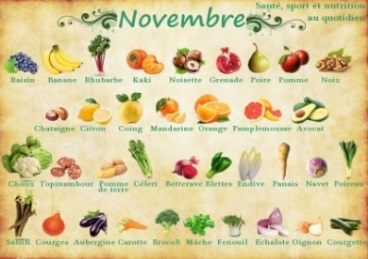 Novembre
Santé, sport et nutrition
au quotidien
Raisin Banane Rhubarbe Kaki Noisette Grenade Poire Pomme Noix
Chataigne Citron Coing Mandarine Orange Pamplemousse Avocat
Choux Topinambour Pomme de terre Céleri Betterave Blettes Endive Panais Navet Poireau
Salsifi Courges Aubergine Carotte Brocoli Mâche Fenouil Echalote Oignon Courgette